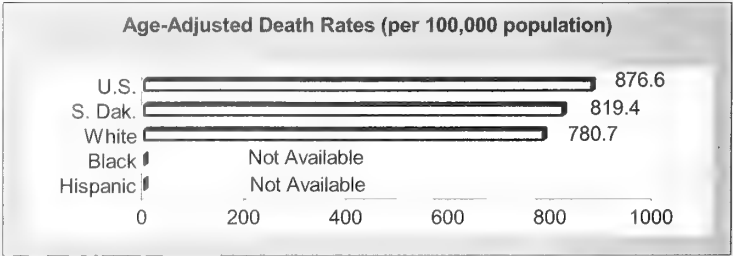 Age-Adjusted Death Rates (per 100,000 population)
U.S. 876.6
S. Dak. 819.4
White 780.7
Black Not Available
Hispanic Not Available
0 200 400 600 800 1000